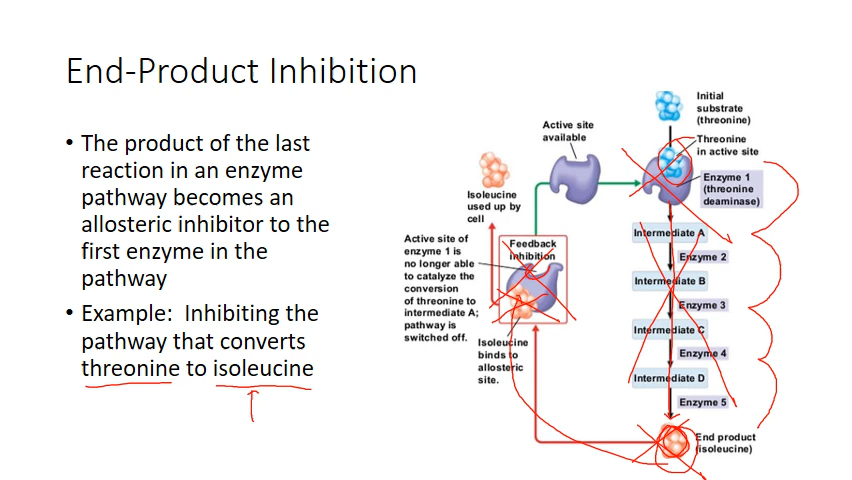 End-Product Inhibition
• The product of the last
reaction in an enzyme
pathway becomes an
allosteric inhibitor to the
first enzyme in the
pathway
• Example: Inhibiting the
pathway that converts
threonine to isoleucine
Initial
substrate
(threonine)
Active site
available
Threonine
in active site
Enzyme 1
(threonine
deaminase)
Isoleucine
used up by
cell
Intermediate A
Feedback
inhibition
Active site of
enzyme 1 is
no longer able
to catalyze the
conversion
of threonine to
intermediate A;
pathway is
switched off.
Enzyme 2
Intermediate B
Enzyme 3
Intermediate C
Isoleucine
binds to
allosteric
site.
Enzyme 4
Intermediate D
Enzyme 5
End product
(isoleucine)